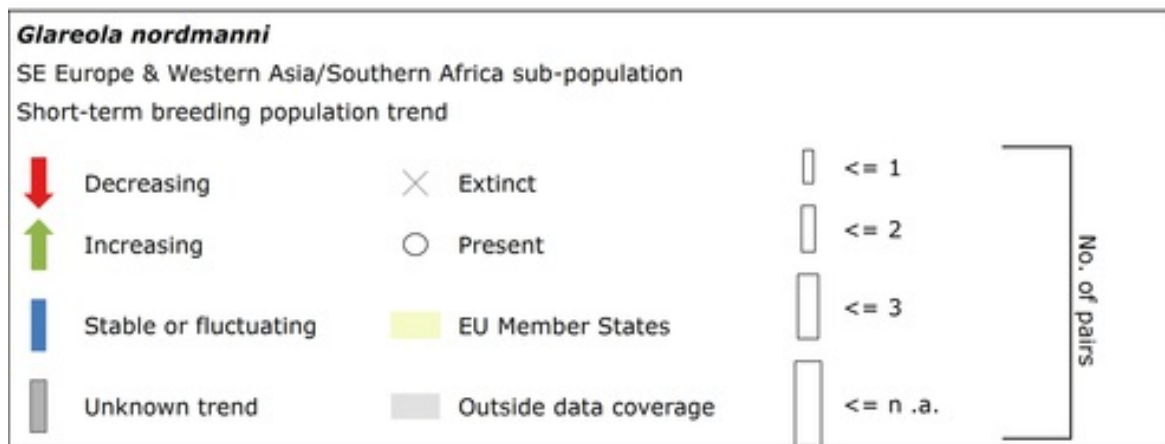 Glareola nordmanni
SE Europe & Western Asia/Southern Africa sub-population
Short-term breeding population trend
Decreasing
Increasing
Stable or fluctuating
Unknown trend
Extinct
Present
EU Member States
Outside data coverage
<= 1
<= 2
<= 3
<= n .a.
No. of pairs